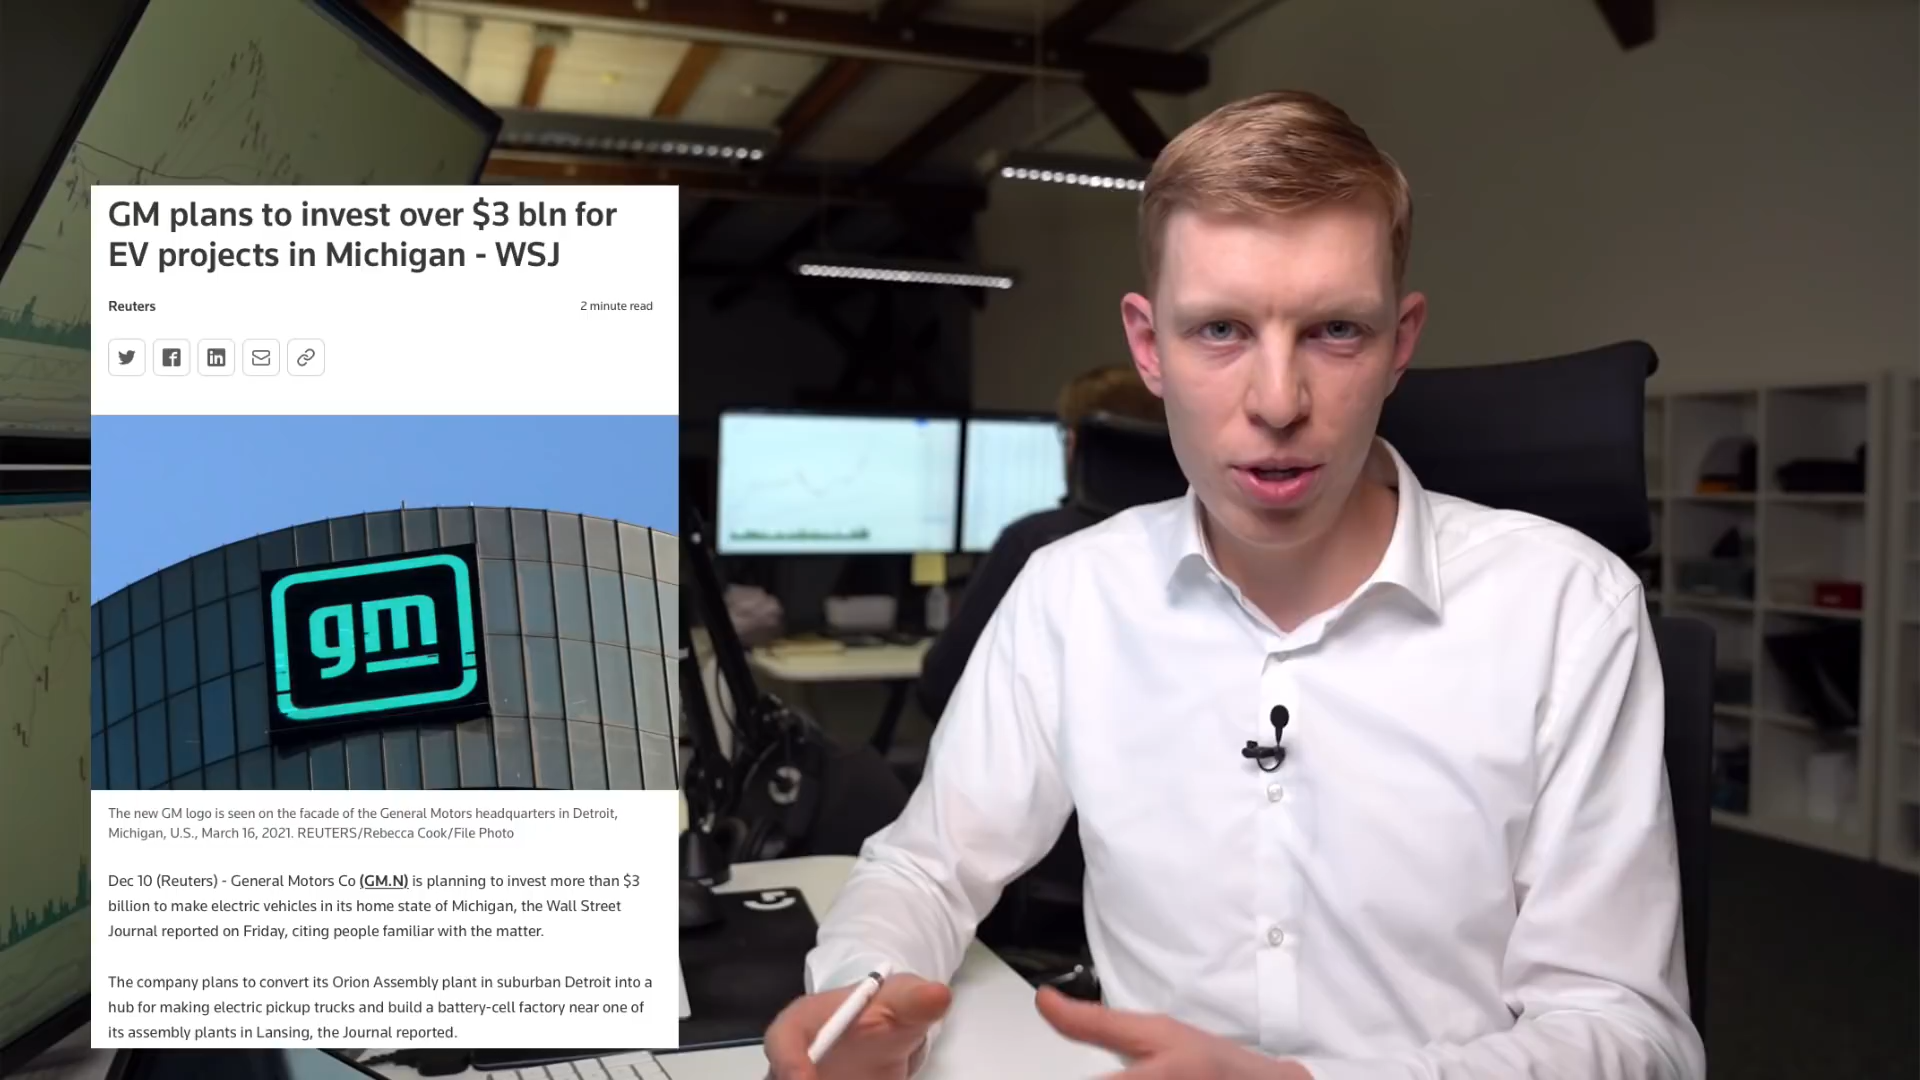 GM plans to invest over $3 bln for
EV projects in Michigan - WSJ
Reuters
2 minute read
gm
The new GM logo is seen on the facade of the General Motors headquarters in Detroit,
Michigan, U.S., March 16, 2021. REUTERS/Rebecca Cook/File Photo
Dec 10 (Reuters) - General Motors Co (GM.N) is planning to invest more than $3
billion to make electric vehicles in its home state of Michigan, the Wall Street
Journal reported on Friday, citing people familiar with the matter.
The company plans to convert its Orion Assembly plant in suburban Detroit into a
hub for making electric pickup trucks and build a battery-cell factory near one of
its assembly plants in Lansing, the Journal reported.